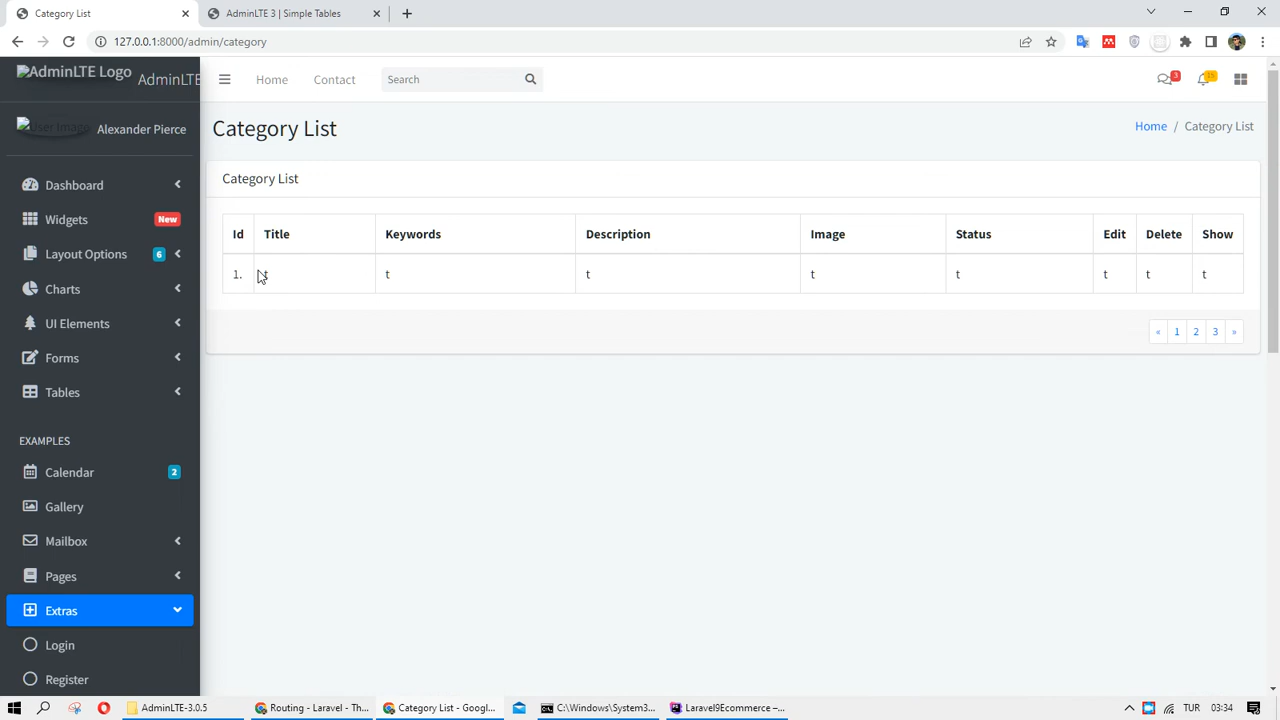 Category List
AdminLTE 3 | Simple Tables
127.0.0.1:8000/admin/category
AdminLTE Logo AdminLTE
Home Contact Search 3 15
User Image Alexander Pierce
Category List
Home / Category List
Dashboard
Widgets New
Layout Options 6
Charts
UI Elements
Forms
Tables
EXAMPLES
Calendar 2
Gallery
Mailbox
Pages
Extras
Login
Register
Category List
Id Title Keywords Description Image Status Edit Delete Show
1. t t t t t t t t
« 1 2 3 »
AdminLTE-3.0.5 Routing - Laravel - Th... Category List - Googl... C:\Windows\System3... Laravel9Ecommerce –... TUR 03:34